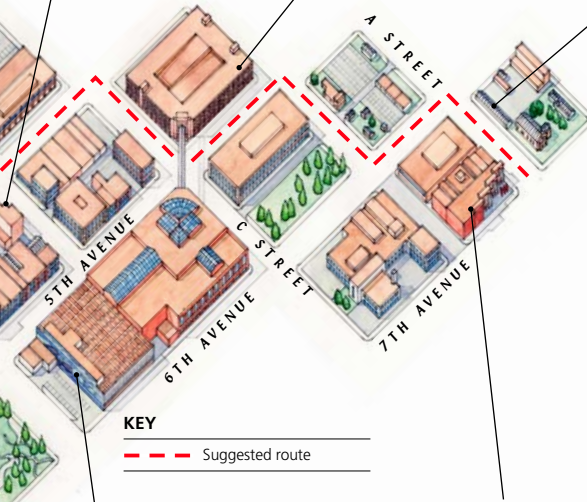 A STREET
C STREET
5TH AVENUE
6TH AVENUE
7TH AVENUE
KEY
Suggested route